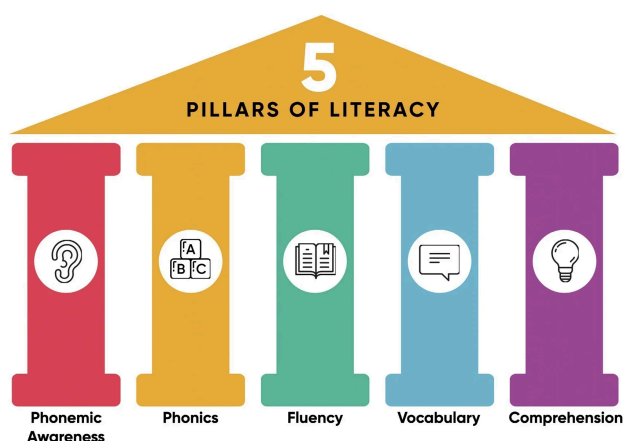 5
PILLARS OF LITERACY
A
B C
Phonemic
Awareness
Phonics
Fluency
Vocabulary
Comprehension